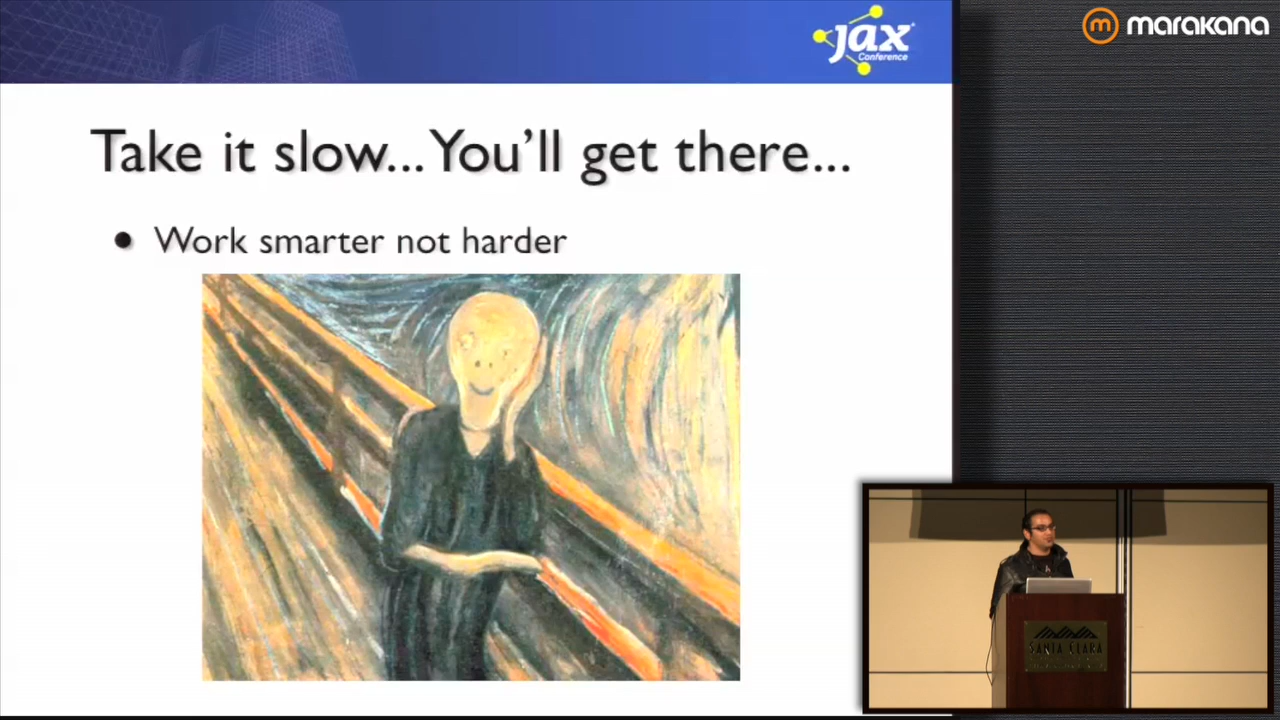 jax
Conference
m marakana
Take it slow... You'll get there...
● Work smarter not harder
SANTA CLARA